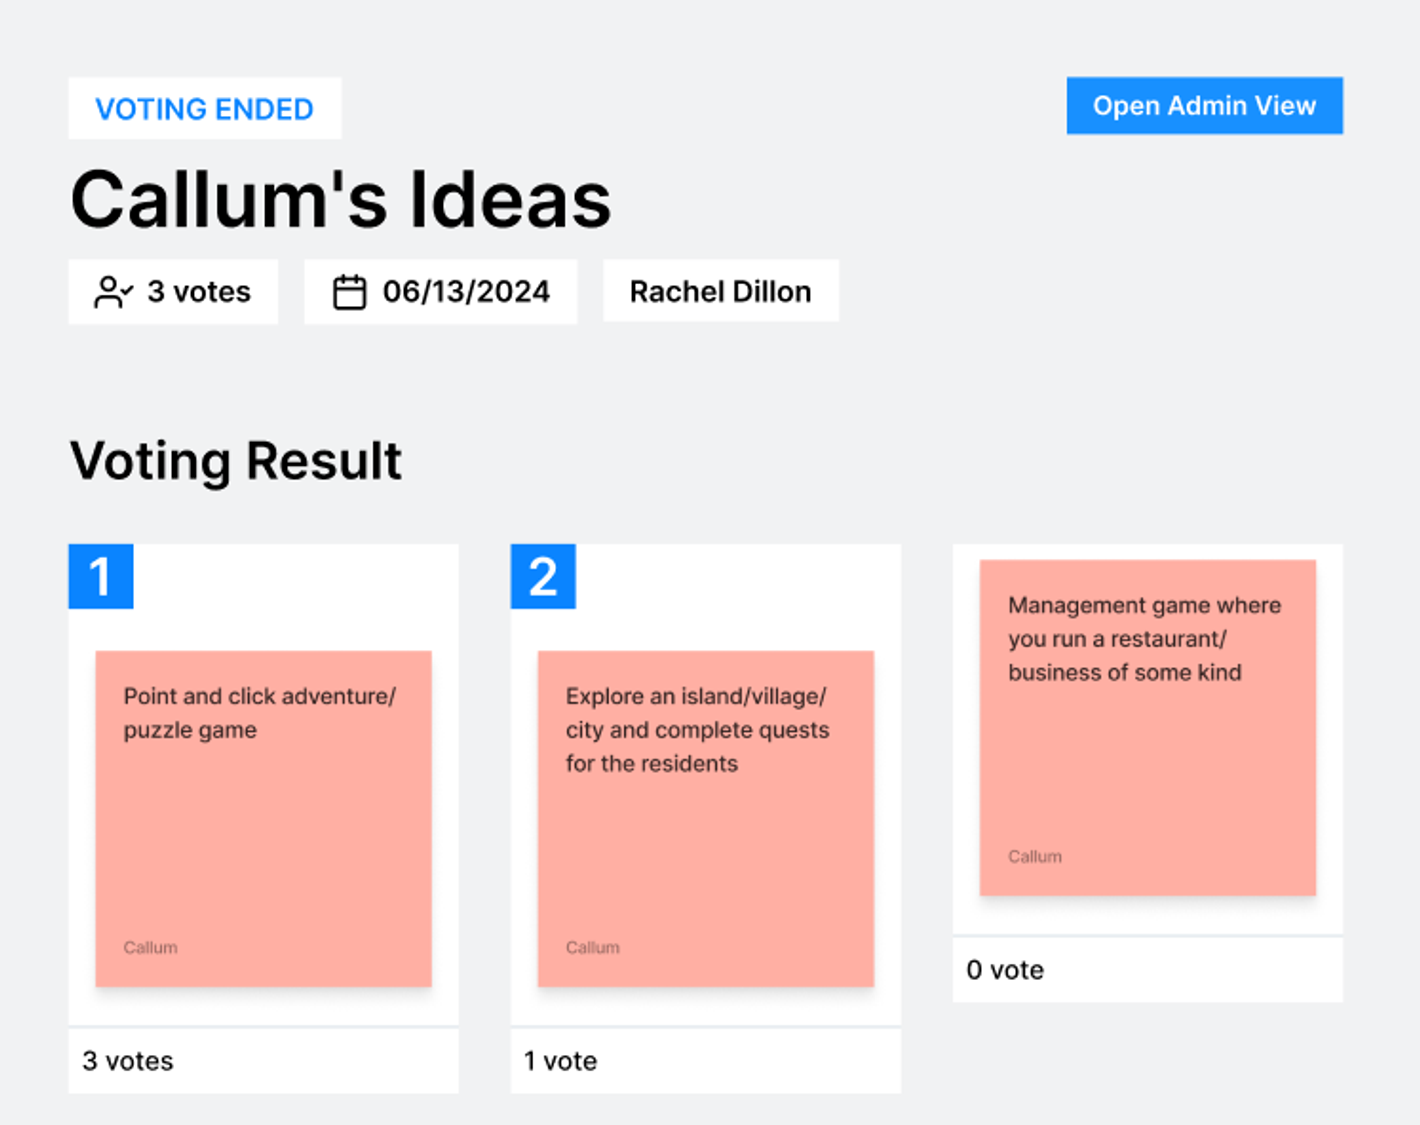 VOTING ENDED
Open Admin View
Callum's Ideas
3 votes
06/13/2024
Rachel Dillon
Voting Result
1
Point and click adventure/
puzzle game
Callum
3 votes
2
Explore an island/village/
city and complete quests
for the residents
Callum
1 vote
Management game where
you run a restaurant/
business of some kind
Callum
0 vote